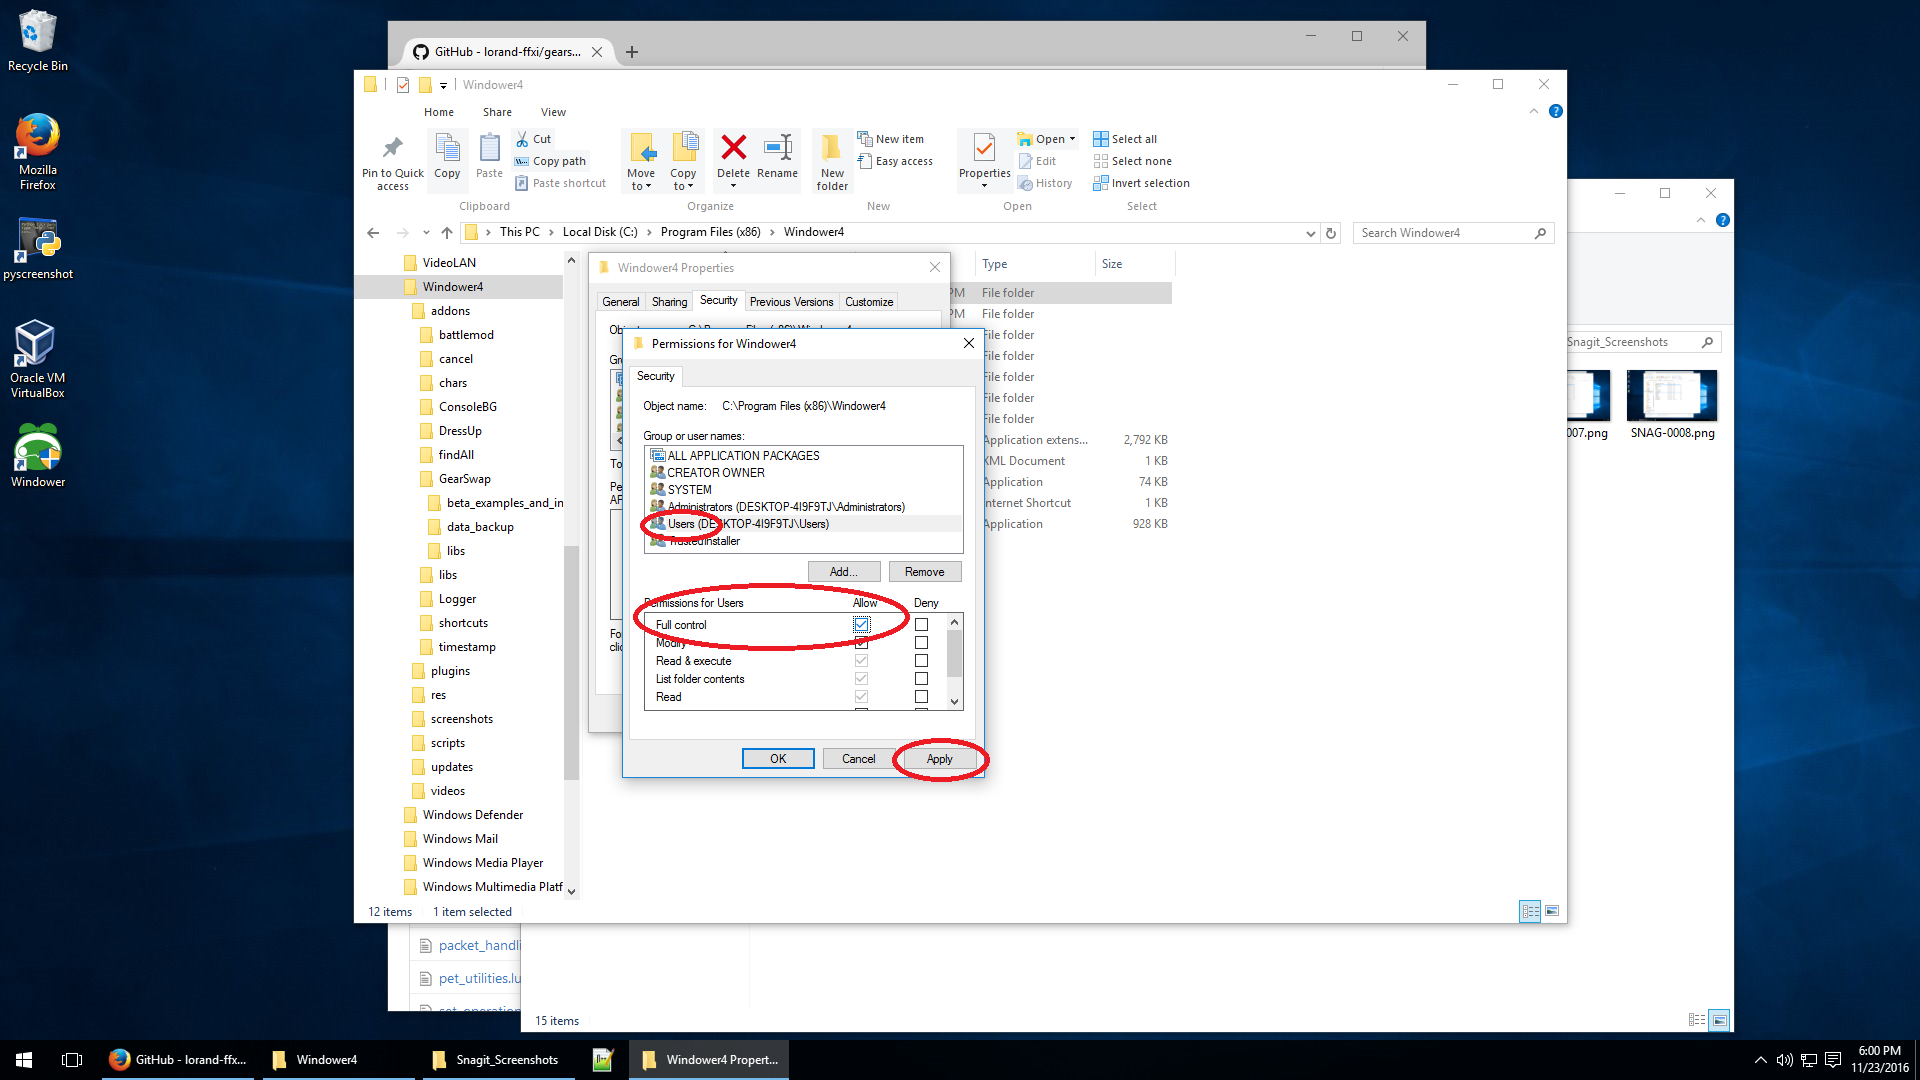 Recycle Bin
Mozilla
Firefox
pyscreenshot
Oracle VM
VirtualBox
Windower
GitHub - lorand-ffxi/gears...
Windower4
Home Share View
Pin to Quick
access
Copy
Paste
Cut
Copy path
Paste shortcut
Clipboard
Move
to
Copy
to
Delete
Rename
Organize
New
folder
New item
Easy access
New
Properties
Open
Edit
History
Open
Select all
Select none
Invert selection
Select
This PC > Local Disk (C:) > Program Files (x86) > Windower4
Search Windower4
VideoLAN
Windower4
addons
battlemod
cancel
chars
ConsoleBG
DressUp
findAll
GearSwap
beta_examples_and_in
data_backup
libs
libs
Logger
shortcuts
timestamp
plugins
res
screenshots
scripts
updates
videos
Windows Defender
Windows Mail
Windows Media Player
Windows Multimedia Platf
12 items 1 item selected
Type Size
PM File folder
PM File folder
File folder
File folder
File folder
File folder
File folder
Application extens... 2,792 KB
XML Document 1 KB
Application 74 KB
Internet Shortcut 1 KB
Application 928 KB
Windower4 Properties
General Sharing Security Previous Versions Customize
Permissions for Windower4
Security
Object name: C:\Program Files (x86)\Windower4
Group or user names:
ALL APPLICATION PACKAGES
CREATOR OWNER
SYSTEM
Administrators (DESKTOP-4I9F9TJ\Administrators)
Users (DESKTOP-4I9F9TJ\Users)
TrustedInstaller
Add... Remove
Permissions for Users Allow Deny
Full control
Modify
Read & execute
List folder contents
Read
OK Cancel Apply
Snagit_Screenshots
007.png
SNAG-0008.png
packet_handli
pet_utilities.lu
15 items
GitHub - lorand-ffx...
Windower4
Snagit_Screenshots
Windower4 Propert...
6:00 PM
11/23/2016